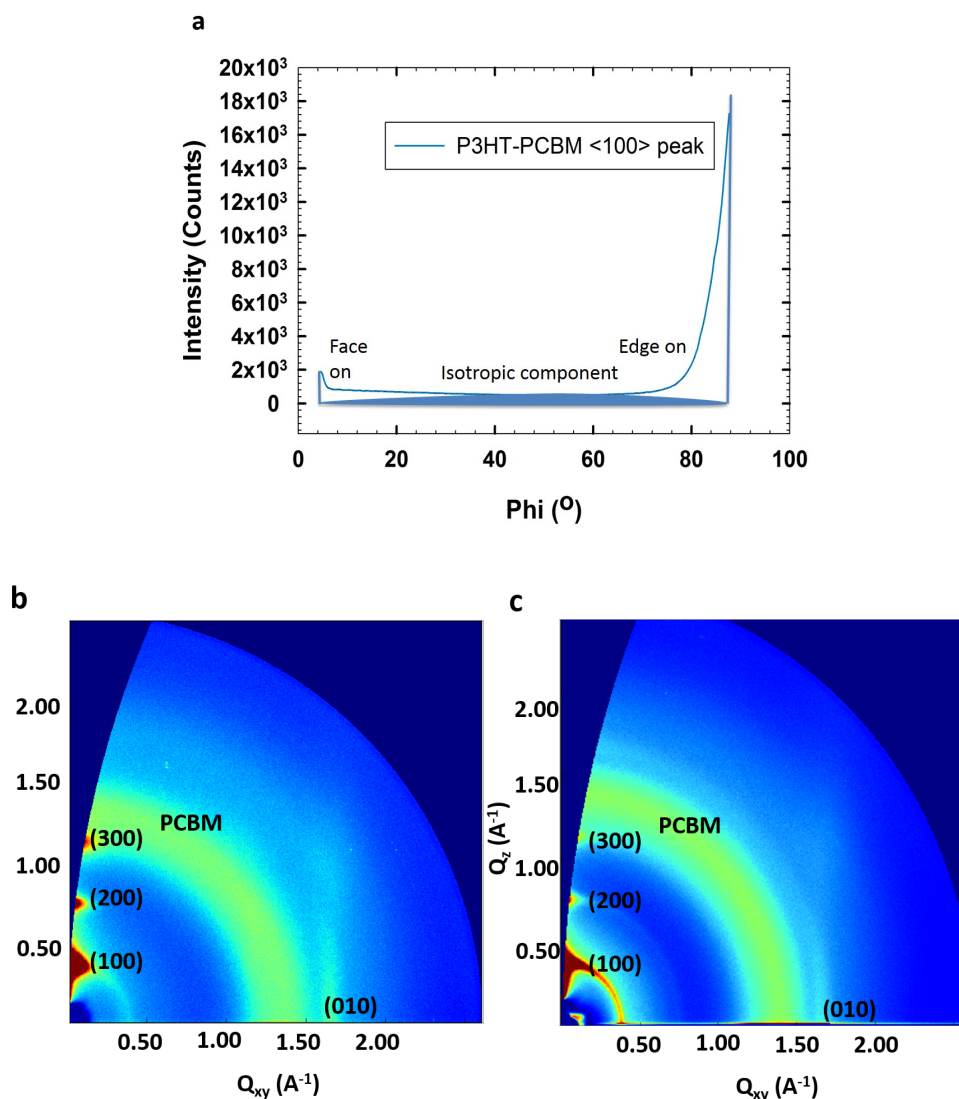 a
20x10³
18x10³
16x10³
14x10³
12x10³
10x10³
8x10³
6x10³
4x10³
2x10³
0
Intensity (Counts)
P3HT-PCBM <100> peak
Face
on
Isotropic component
Edge on
0 20 40 60 80 100
Phi (º)
b
2.00
1.50
1.00
0.50
PCBM
(300)
(200)
(100)
(010)
0.50 1.00 1.50 2.00
Qxy (A⁻¹)
c
2.00
1.50
1.00
0.50
Qz (A⁻¹)
PCBM
(300)
(200)
(100)
(010)
0.50 1.00 1.50 2.00
Qxy (A⁻¹)